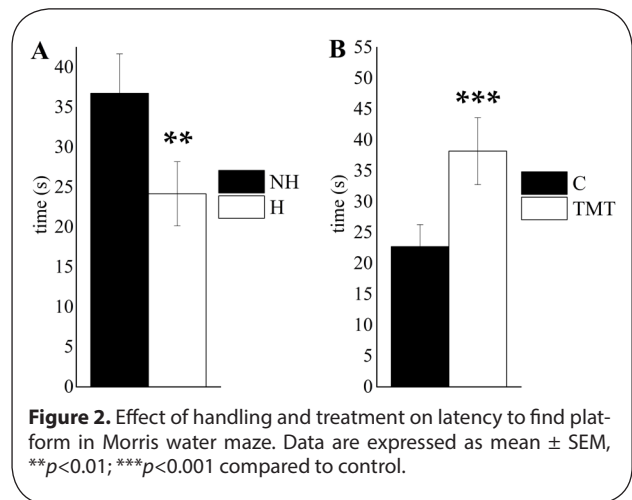 A
40
35
30
25
20
15
10
5
0
time (s)
**
NH
H
B
55
50
45
40
35
30
25
20
15
10
5
0
time (s)
***
C
TMT
Figure 2. Effect of handling and treatment on latency to find plat-
form in Morris water maze. Data are expressed as mean ± SEM,
**p<0.01; ***p<0.001 compared to control.